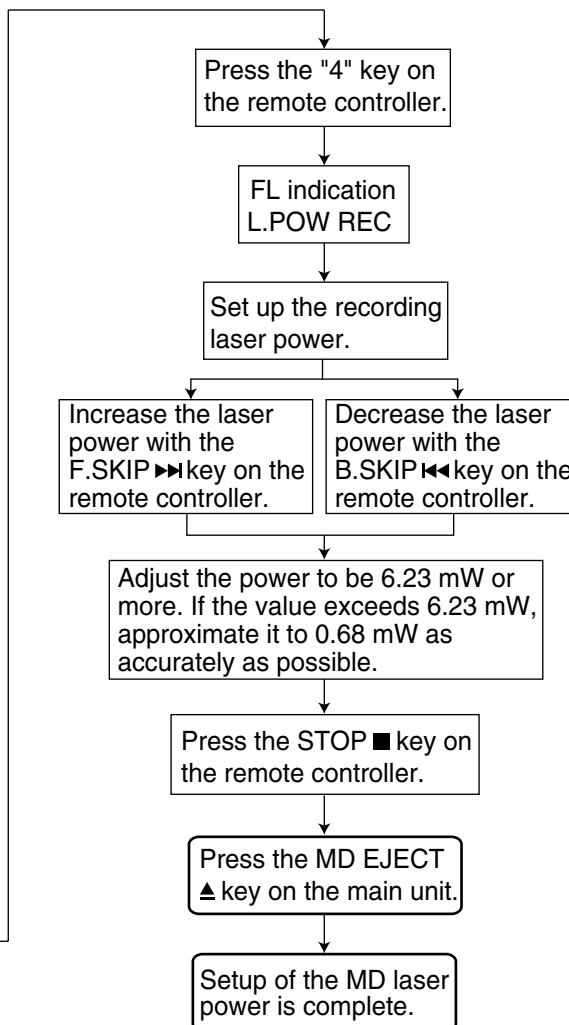 Press the "4" key on
the remote controller.
FL indication
L.POW REC
Set up the recording
laser power.
Increase the laser
power with the
F.SKIP ⏭ key on the
remote controller.
Decrease the laser
power with the
B.SKIP ⏮ key on the
remote controller.
Adjust the power to be 6.23 mW or
more. If the value exceeds 6.23 mW,
approximate it to 0.68 mW as
accurately as possible.
Press the STOP ■ key on
the remote controller.
Press the MD EJECT
⏏ key on the main unit.
Setup of the MD laser
power is complete.